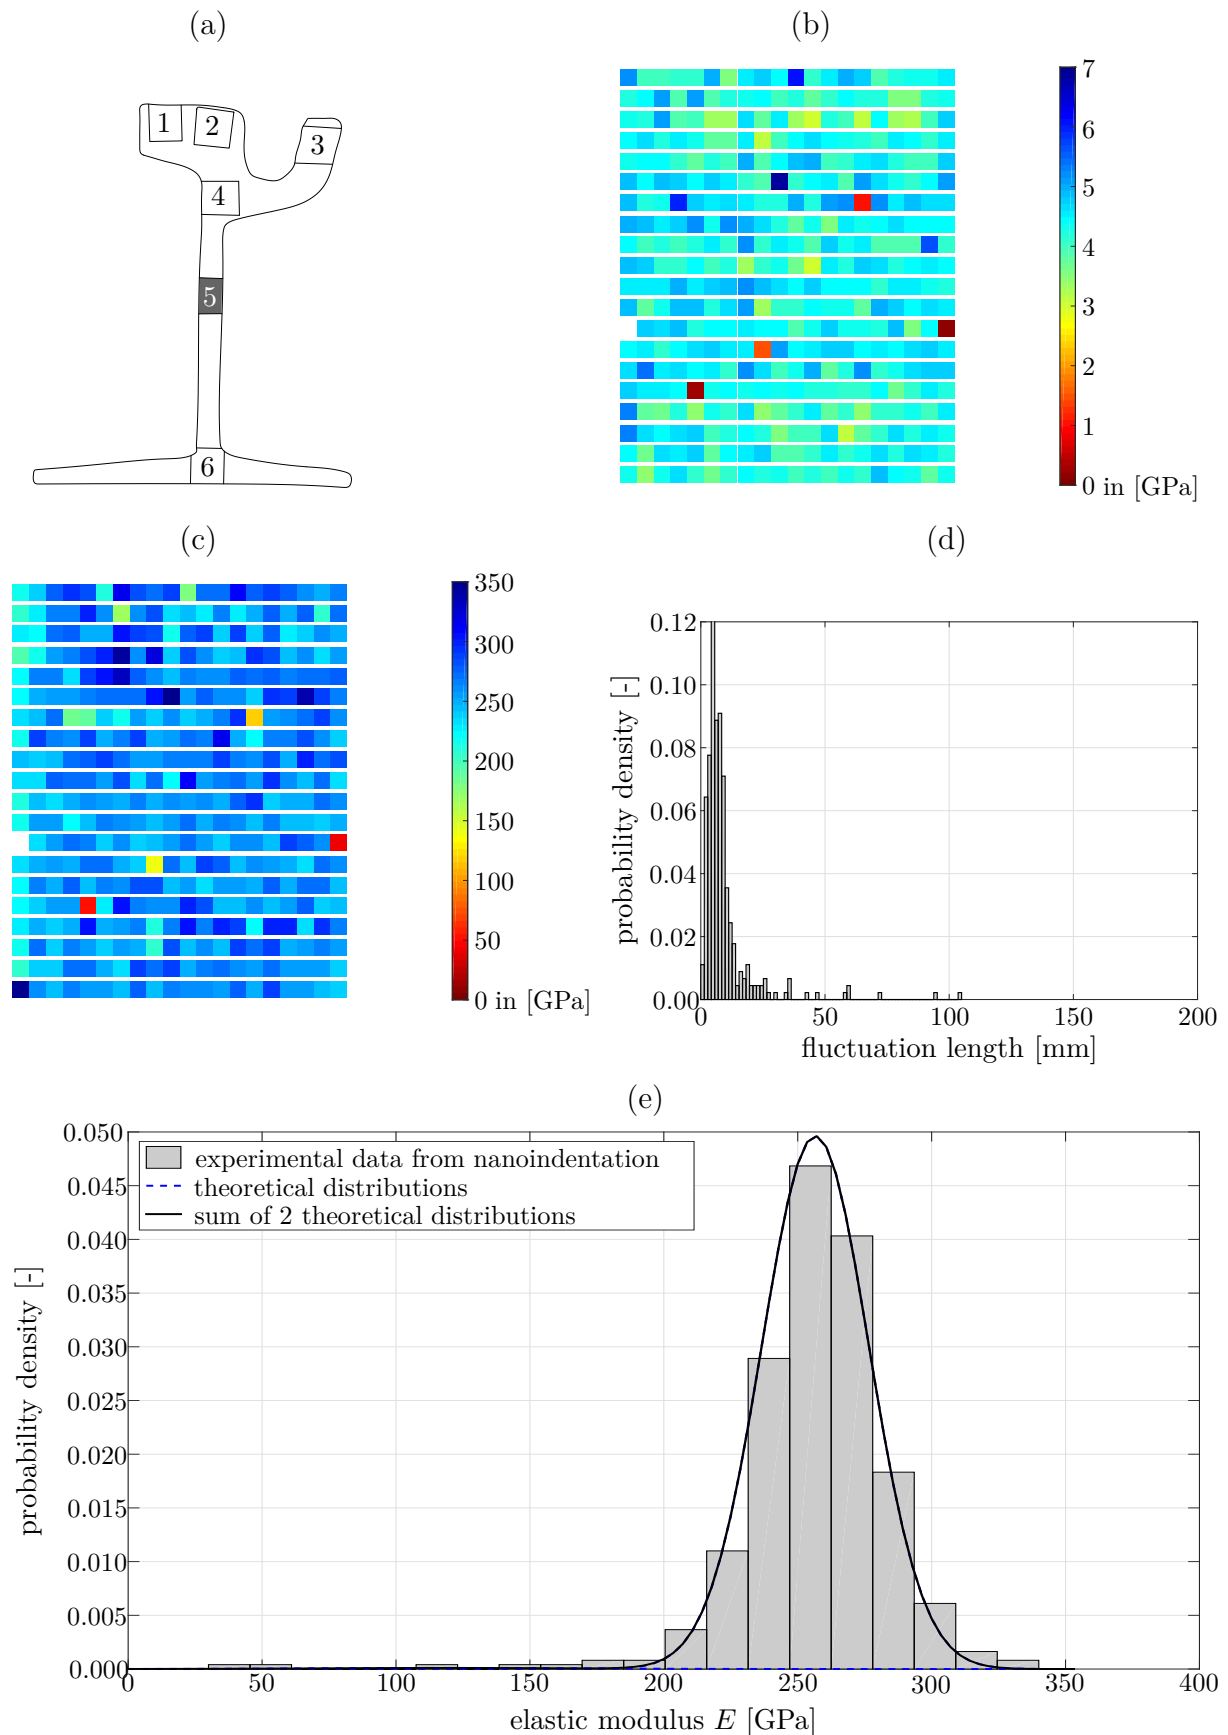 (a)
1
2
3
4
5
6
(b)
7
6
5
4
3
2
1
0 in [GPa]
(c)
350
300
250
200
150
100
50
0 in [GPa]
(d)
0.12
0.10
0.08
0.06
0.04
0.02
0.00
probability density [-]
0 50 100 150 200
fluctuation length [mm]
(e)
0.050
0.045
0.040
0.035
0.030
0.025
0.020
0.015
0.010
0.005
0.000
probability density [-]
experimental data from nanoindentation
theoretical distributions
sum of 2 theoretical distributions
0 50 100 150 200 250 300 350 400
elastic modulus E [GPa]